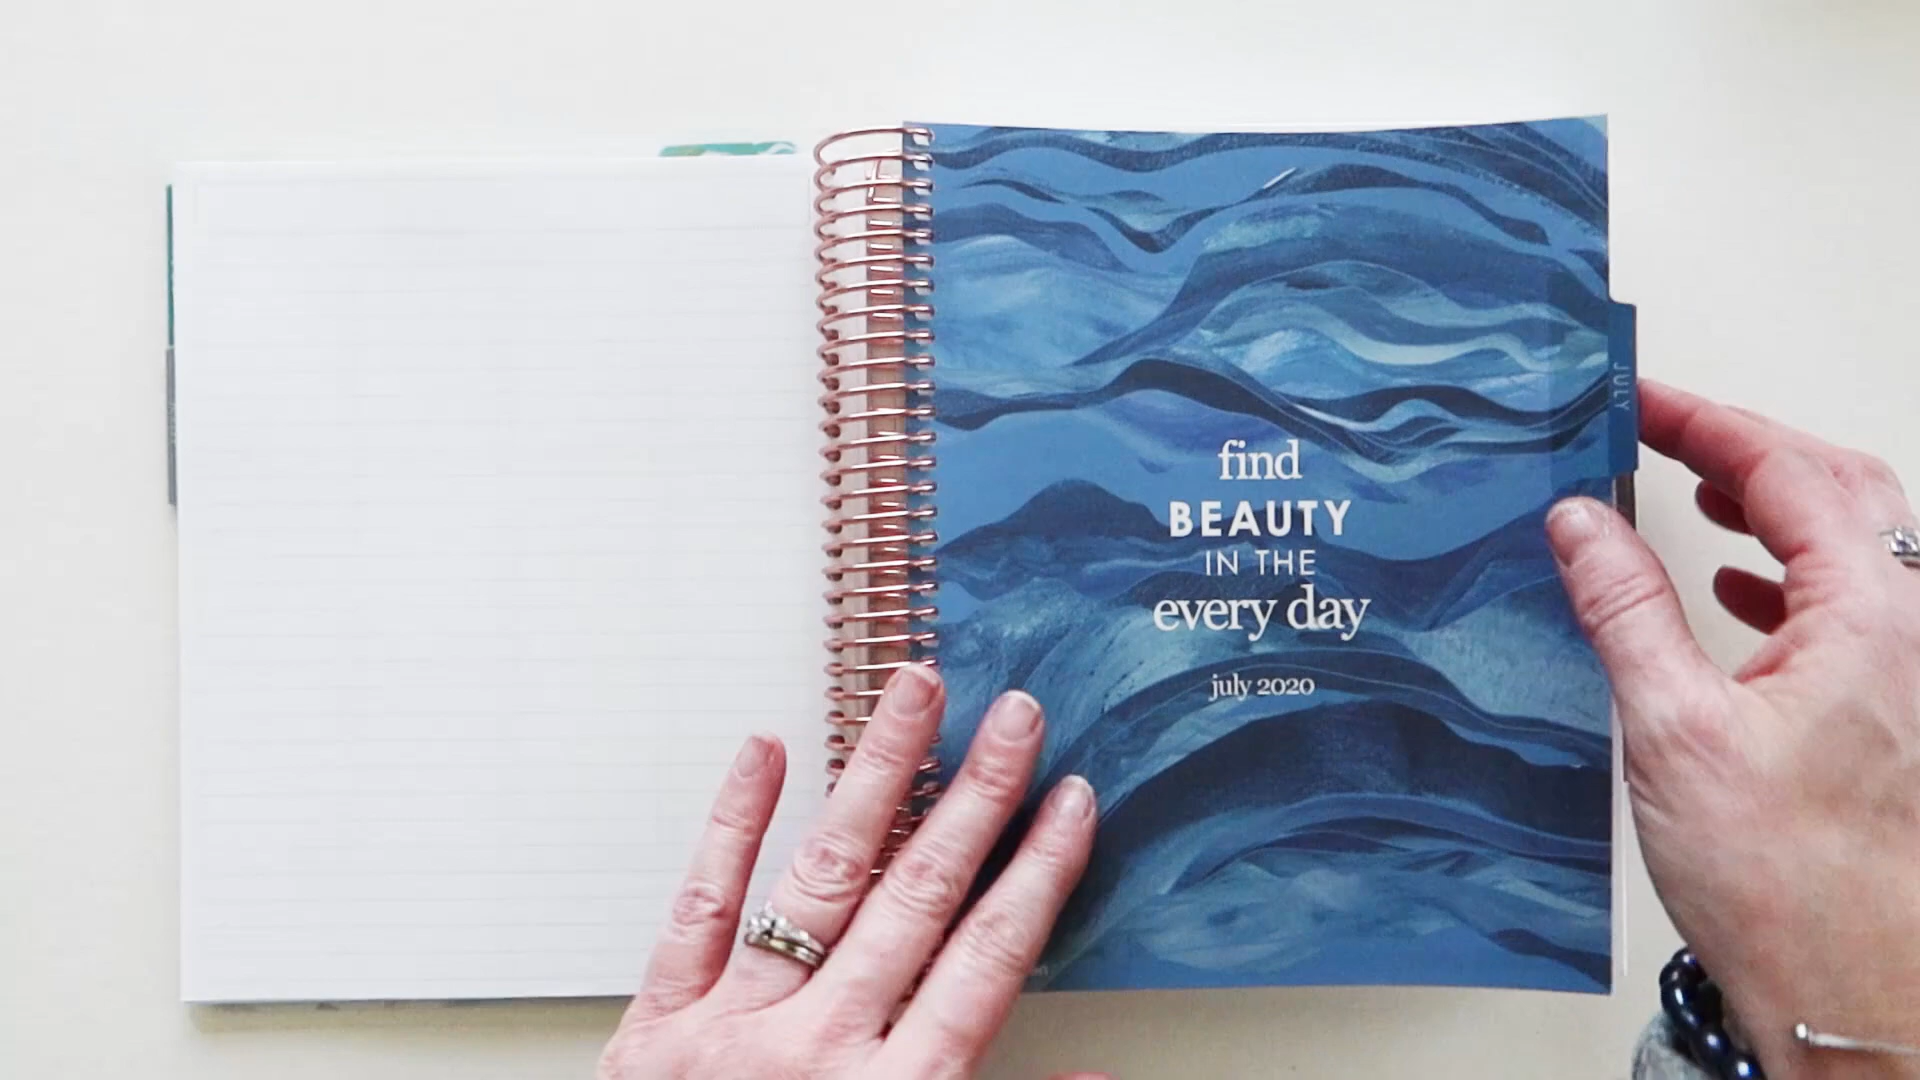 find
BEAUTY
IN THE
every day
july 2020
JULY